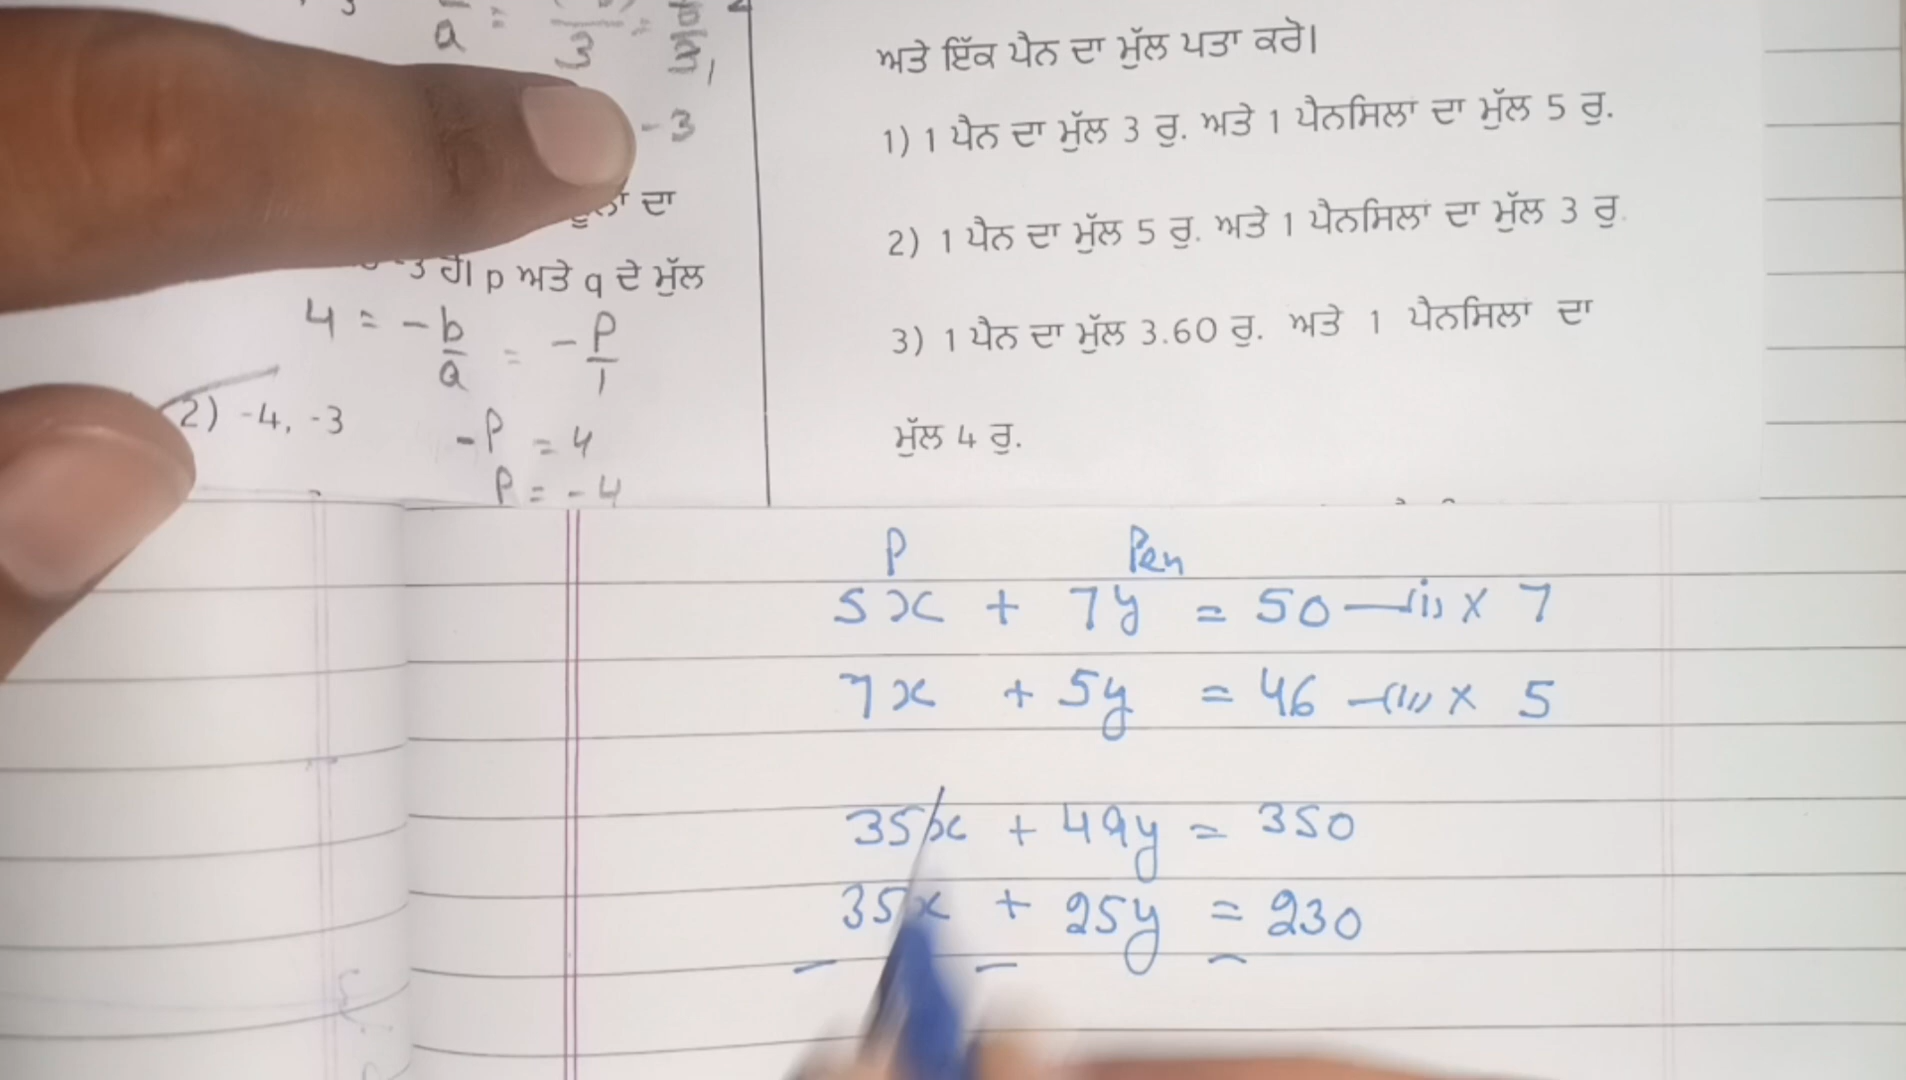 a = 3 =
- 3
ਦਾ
ਹੈ। p ਅਤੇ q ਦੇ ਮੁੱਲ
4 = -b/a = -P/1
2) -4, -3
-P = 4
P = -4
ਅਤੇ ਇੱਕ ਪੈਨ ਦਾ ਮੁੱਲ ਪਤਾ ਕਰੋ।
1) 1 ਪੈਨ ਦਾ ਮੁੱਲ 3 ਰੁ. ਅਤੇ 1 ਪੈਨਸਿਲਾਂ ਦਾ ਮੁੱਲ 5 ਰੁ.
2) 1 ਪੈਨ ਦਾ ਮੁੱਲ 5 ਰੁ. ਅਤੇ 1 ਪੈਨਸਿਲਾਂ ਦਾ ਮੁੱਲ 3 ਰੁ.
3) 1 ਪੈਨ ਦਾ ਮੁੱਲ 3.60 ਰੁ. ਅਤੇ 1 ਪੈਨਸਿਲਾਂ ਦਾ
ਮੁੱਲ 4 ਰੁ.
P Pen
5x + 7y = 50 —(i) × 7
7x + 5y = 46 —(ii) × 5
35x + 49y = 350
35x + 25y = 230
— — —